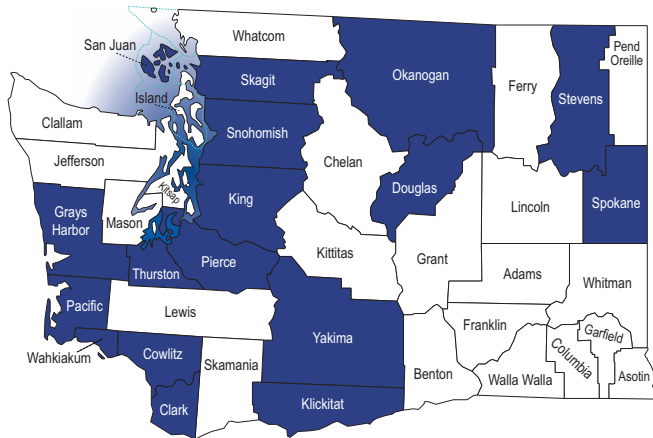 Whatcom
San Juan
Skagit
Okanogan
Ferry
Pend
Oreille
Stevens
Island
Clallam
Snohomish
Jefferson
Chelan
Douglas
Kitsap
King
Lincoln
Spokane
Grays
Harbor
Mason
Kittitas
Grant
Pierce
Thurston
Adams
Whitman
Pacific
Lewis
Yakima
Franklin
Garfield
Wahkiakum
Cowlitz
Skamania
Benton
Columbia
Walla Walla
Asotin
Clark
Klickitat